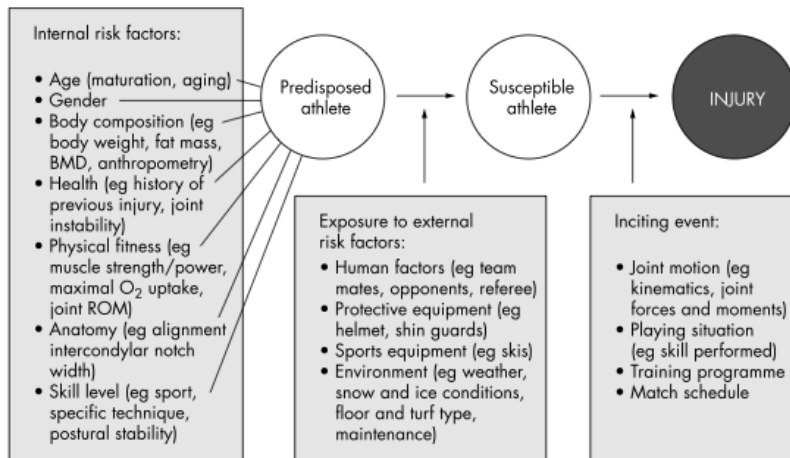 Internal risk factors:
• Age (maturation, aging)
• Gender
• Body composition (eg
body weight, fat mass,
BMD, anthropometry)
• Health (eg history of
previous injury, joint
instability)
• Physical fitness (eg
muscle strength/power,
maximal O2 uptake,
joint ROM)
• Anatomy (eg alignment
intercondylar notch
width)
• Skill level (eg sport,
specific technique,
postural stability)
Predisposed
athlete
Susceptible
athlete
INJURY
Exposure to external
risk factors:
• Human factors (eg team
mates, opponents, referee)
• Protective equipment (eg
helmet, shin guards)
• Sports equipment (eg skis)
• Environment (eg weather,
snow and ice conditions,
floor and turf type,
maintenance)
Inciting event:
• Joint motion (eg
kinematics, joint
forces and moments)
• Playing situation
(eg skill performed)
• Training programme
• Match schedule